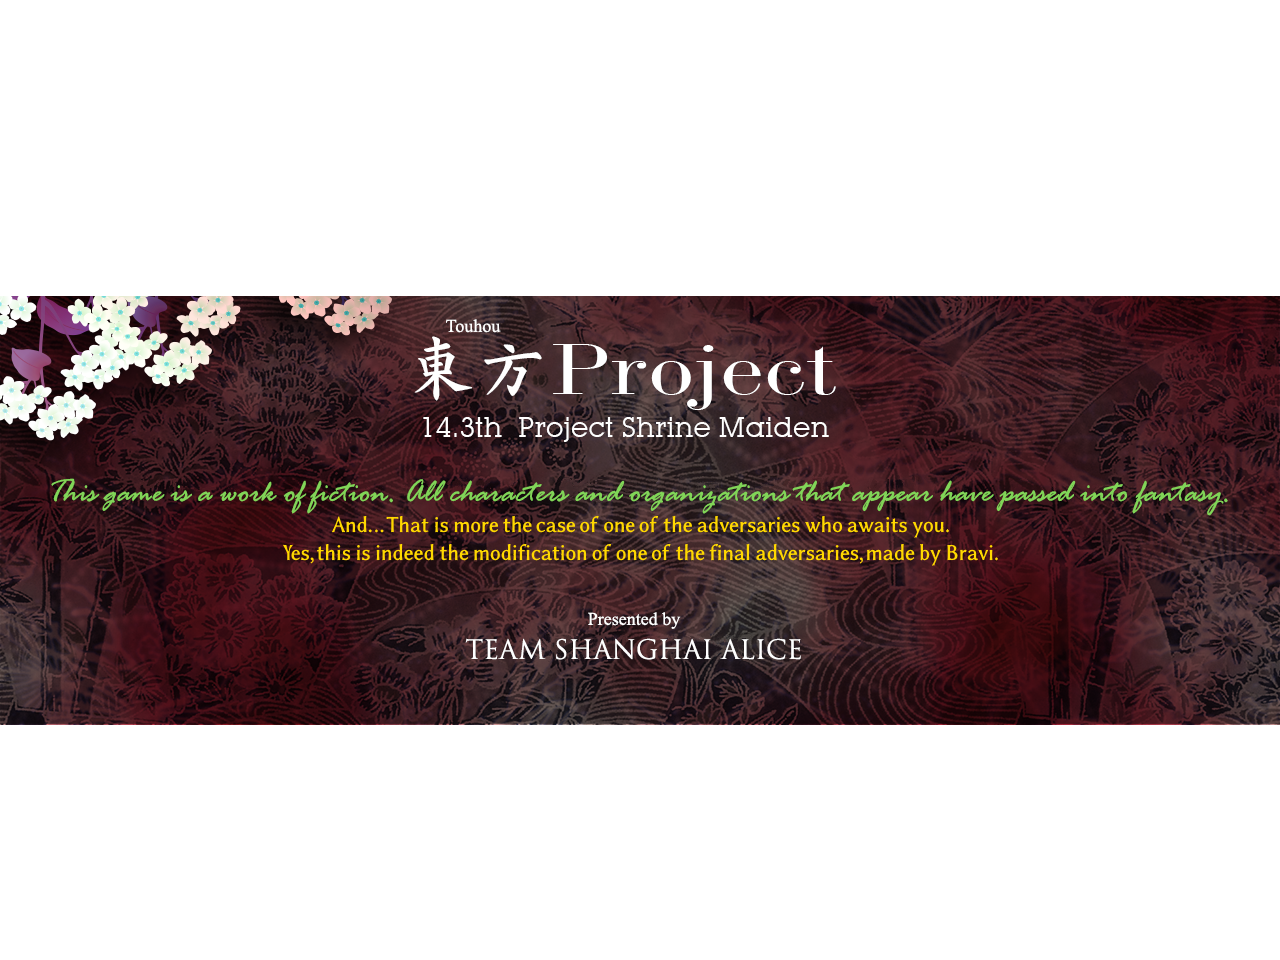 Touhou
東方Project
14.3th Project Shrine Maiden
This game is a work of fiction. All characters and organizations that appear have passed into fantasy.
And...That is more the case of one of the adversaries who awaits you.
Yes,this is indeed the modification of one of the final adversaries,made by Bravi.
Presented by
TEAM SHANGHAI ALICE